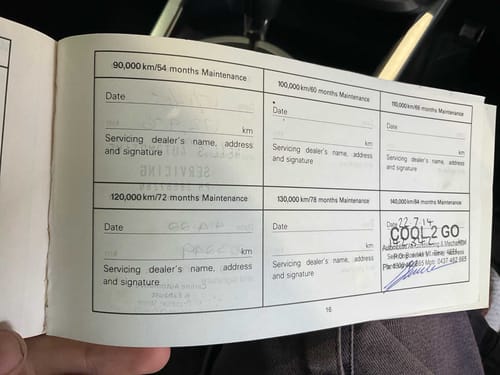 90,000 km/54 months Maintenance
Date
km
Servicing dealer's name, address
and signature
100,000 km/60 months Maintenance
Date
km
Servicing dealer's name, address
and signature
110,000 km/66 months Maintenance
Date
km
Servicing dealer's name, address
and signature
120,000 km/72 months Maintenance
Date
km
Servicing dealer's name, address
and signature
130,000 km/78 months Maintenance
Date
km
Servicing dealer's name, address
and signature
140,000 km/84 months Maintenance
Date 22.7.14
COOL 2 GO
16